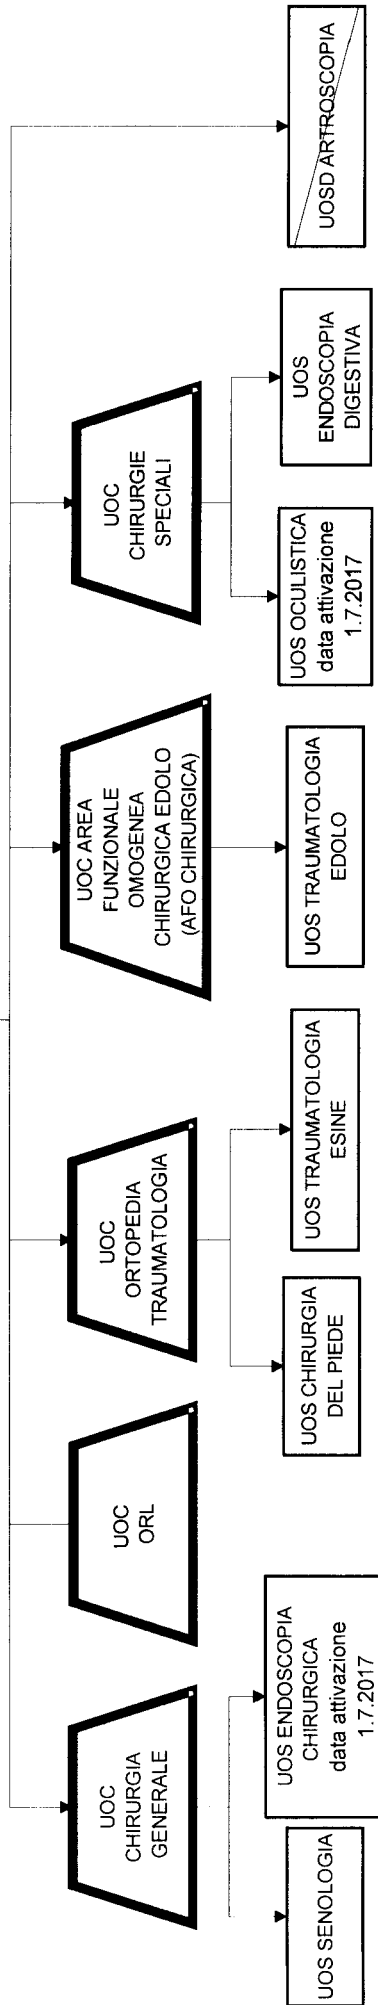 UOC
CHIRURGIA
GENERALE
UOS SENOLOGIA
UOS ENDOSCOPIA
CHIRURGICA
data attivazione
1.7.2017
UOC
ORL
UOC
ORTOPEDIA
TRAUMATOLOGIA
UOS CHIRURGIA
DEL PIEDE
UOS TRAUMATOLOGIA
ESINE
UOC AREA
FUNZIONALE
OMOGENEA
CHIRURGICA EDOLO
(AFO CHIRURGICA)
UOS TRAUMATOLOGIA
EDOLO
UOC
CHIRURGIE
SPECIALI
UOS OCULISTICA
data attivazione
1.7.2017
UOS
ENDOSCOPIA
DIGESTIVA
UOSD ARTROSCOPIA